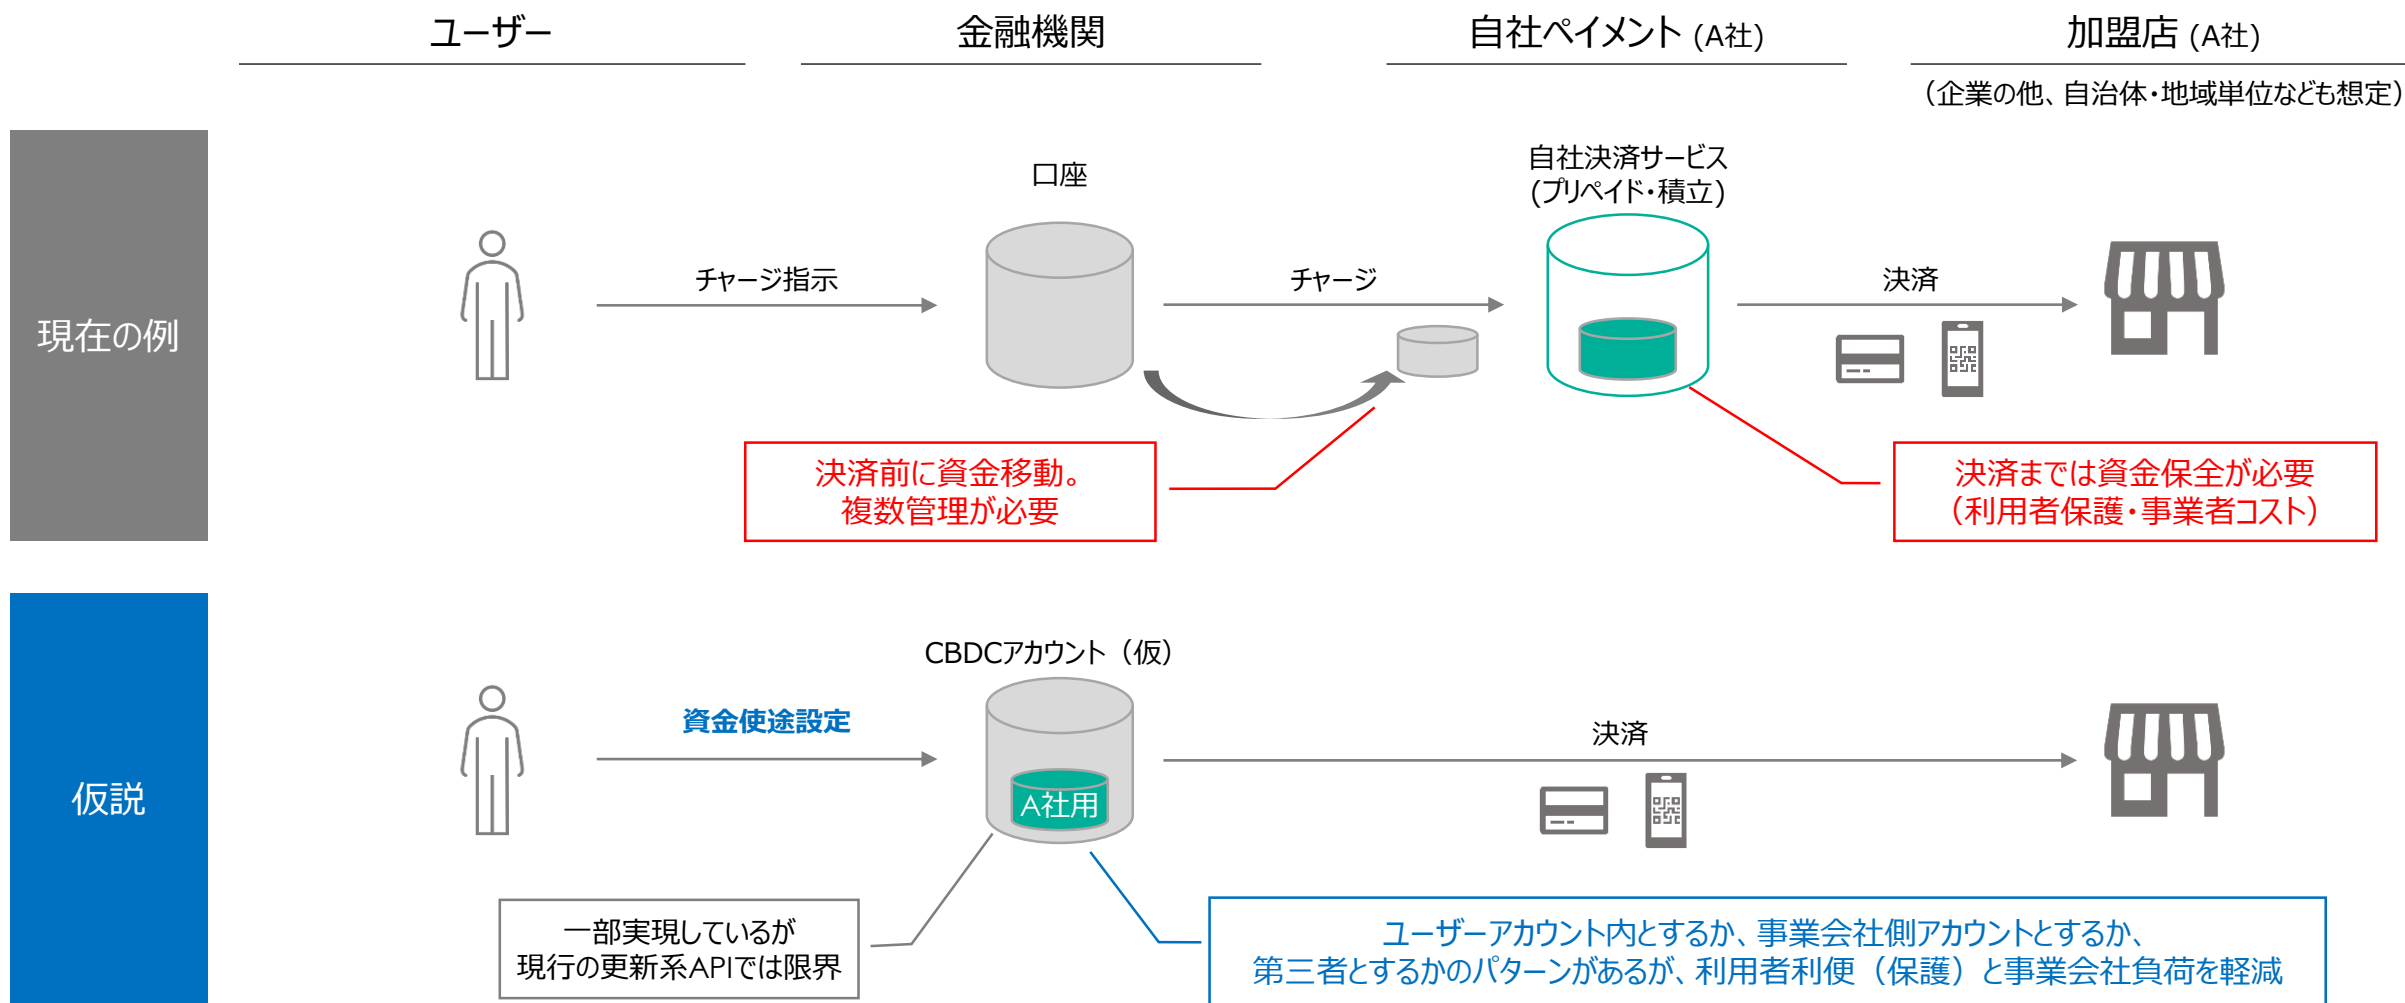 ユーザー
金融機関
自社ペイメント (A社)
加盟店 (A社)
（企業の他、自治体・地域単位なども想定）
現在の例
チャージ指示
口座
チャージ
自社決済サービス
(プリペイド・積立)
決済
決済前に資金移動。
複数管理が必要
決済までは資金保全が必要
（利用者保護・事業者コスト）
仮説
資金使途設定
CBDCアカウント（仮）
A社用
決済
一部実現しているが
現行の更新系APIでは限界
ユーザーアカウント内とするか、事業会社側アカウントとするか、
第三者とするかのパターンがあるが、利用者利便（保護）と事業会社負荷を軽減